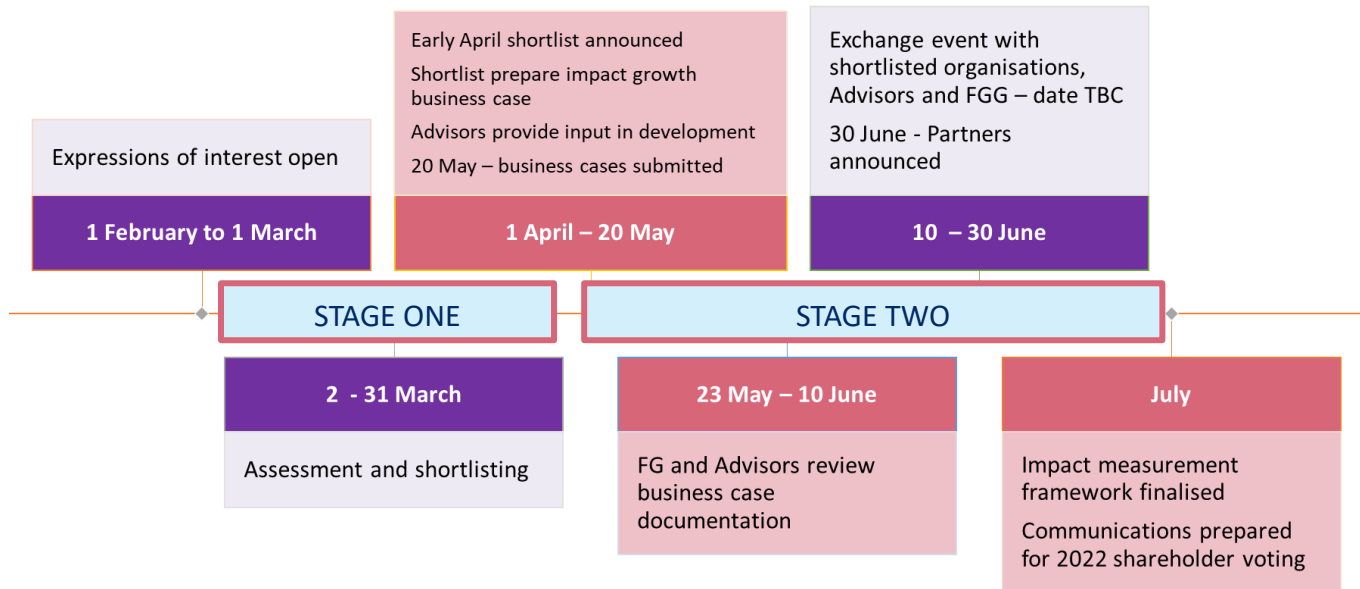 Expressions of interest open
1 February to 1 March
Early April shortlist announced
Shortlist prepare impact growth
business case
Advisors provide input in development
20 May – business cases submitted
1 April – 20 May
Exchange event with
shortlisted organisations,
Advisors and FGG – date TBC
30 June - Partners
announced
10 – 30 June
STAGE ONE
STAGE TWO
2 - 31 March
Assessment and shortlisting
23 May – 10 June
FG and Advisors review
business case
documentation
July
Impact measurement
framework finalised
Communications prepared
for 2022 shareholder voting